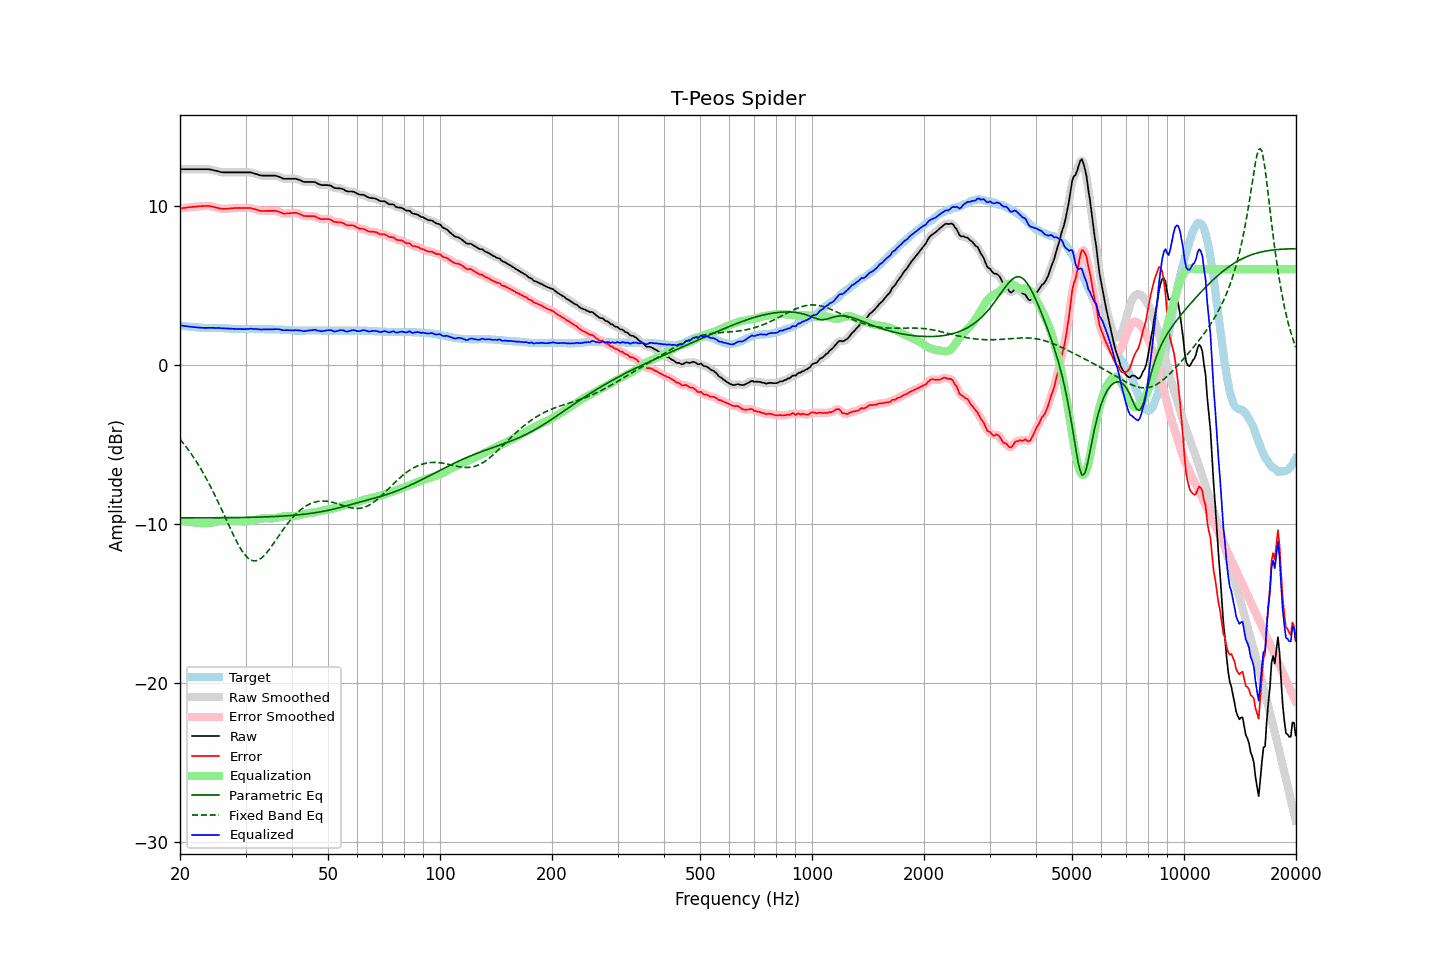 T-Peos Spider
Amplitude (dBr)
10
0
−10
−20
−30
Target
Raw Smoothed
Error Smoothed
Raw
Error
Equalization
Parametric Eq
Fixed Band Eq
Equalized
20 50 100 200 500 1000 2000 5000 10000 20000
Frequency (Hz)